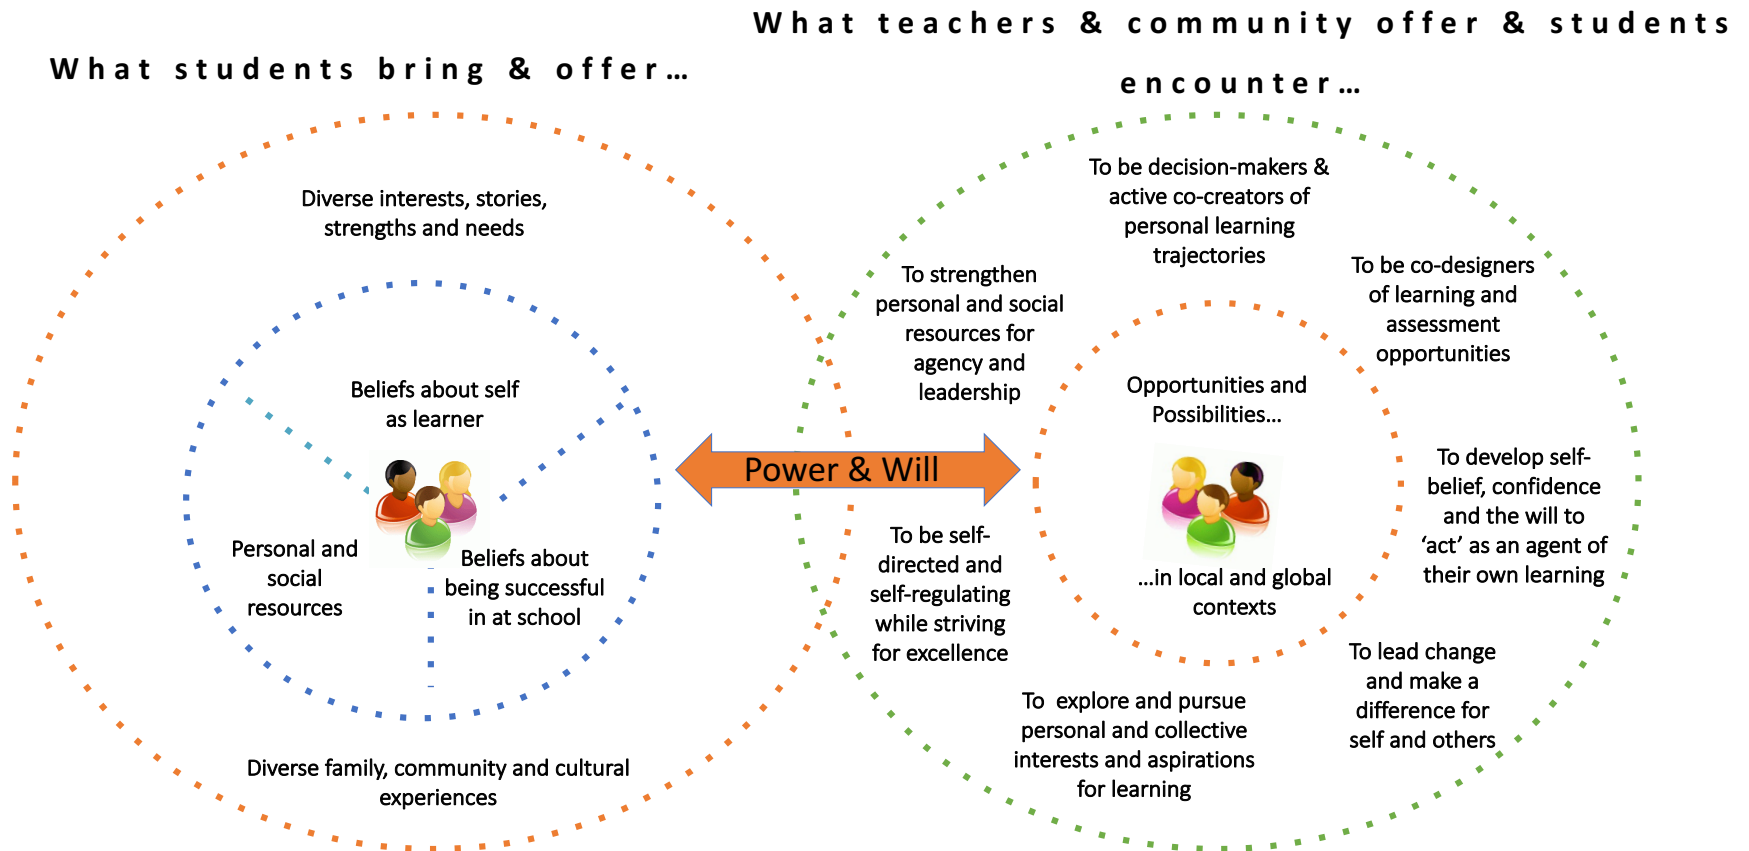 What students bring & offer…
What teachers & community offer & students
encounter…
Diverse interests, stories,
strengths and needs
Beliefs about self
as learner
Personal and
social
resources
Beliefs about
being successful
in at school
Diverse family, community and cultural
experiences
Power & Will
To be decision-makers &
active co-creators of
personal learning
trajectories
To strengthen
personal and social
resources for
agency and
leadership
To be co-designers
of learning and
assessment
opportunities
Opportunities and
Possibilities…
…in local and global
contexts
To develop self-
belief, confidence
and the will to
‘act’ as an agent of
their own learning
To be self-
directed and
self-regulating
while striving
for excellence
To lead change
and make a
difference for
self and others
To explore and pursue
personal and collective
interests and aspirations
for learning